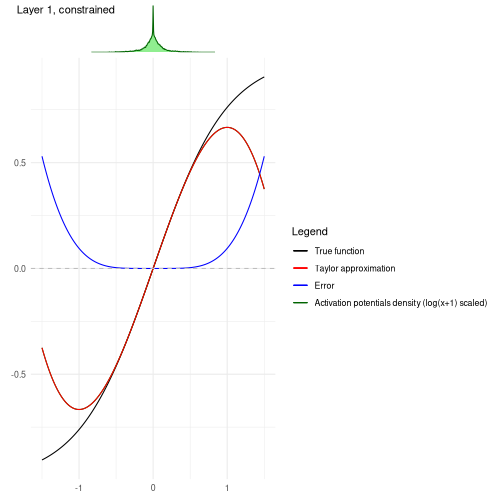 Layer 1, constrained
0.5
0.0
-0.5
-1
0
1
Legend
True function
Taylor approximation
Error
Activation potentials density (log(x+1) scaled)